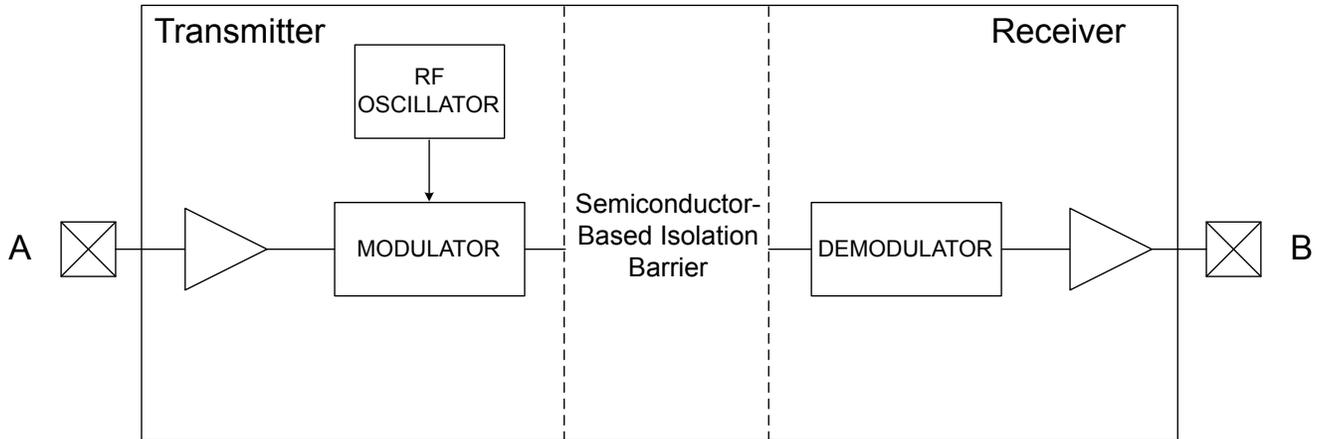 Transmitter
Receiver
RF
OSCILLATOR
A
MODULATOR
Semiconductor-
Based Isolation
Barrier
DEMODULATOR
B